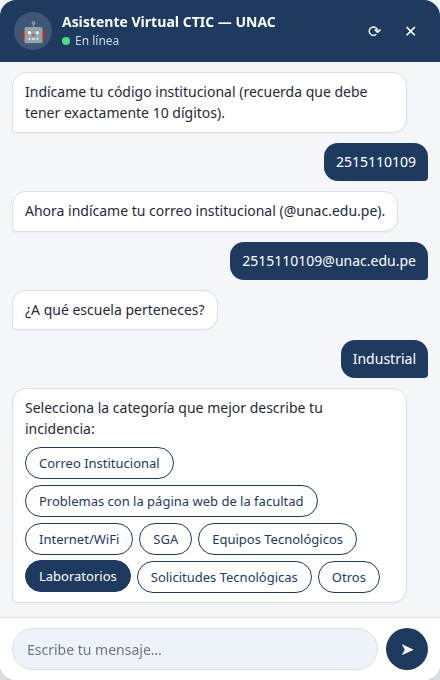 Asistente Virtual CTIC — UNAC
En línea
Indícame tu código institucional (recuerda que debe
tener exactamente 10 dígitos).
2515110109
Ahora indícame tu correo institucional (@unac.edu.pe).
2515110109@unac.edu.pe
¿A qué escuela perteneces?
Industrial
Selecciona la categoría que mejor describe tu
incidencia:
Correo Institucional
Problemas con la página web de la facultad
Internet/WiFi SGA Equipos Tecnológicos
Laboratorios Solicitudes Tecnológicas Otros
Escribe tu mensaje...